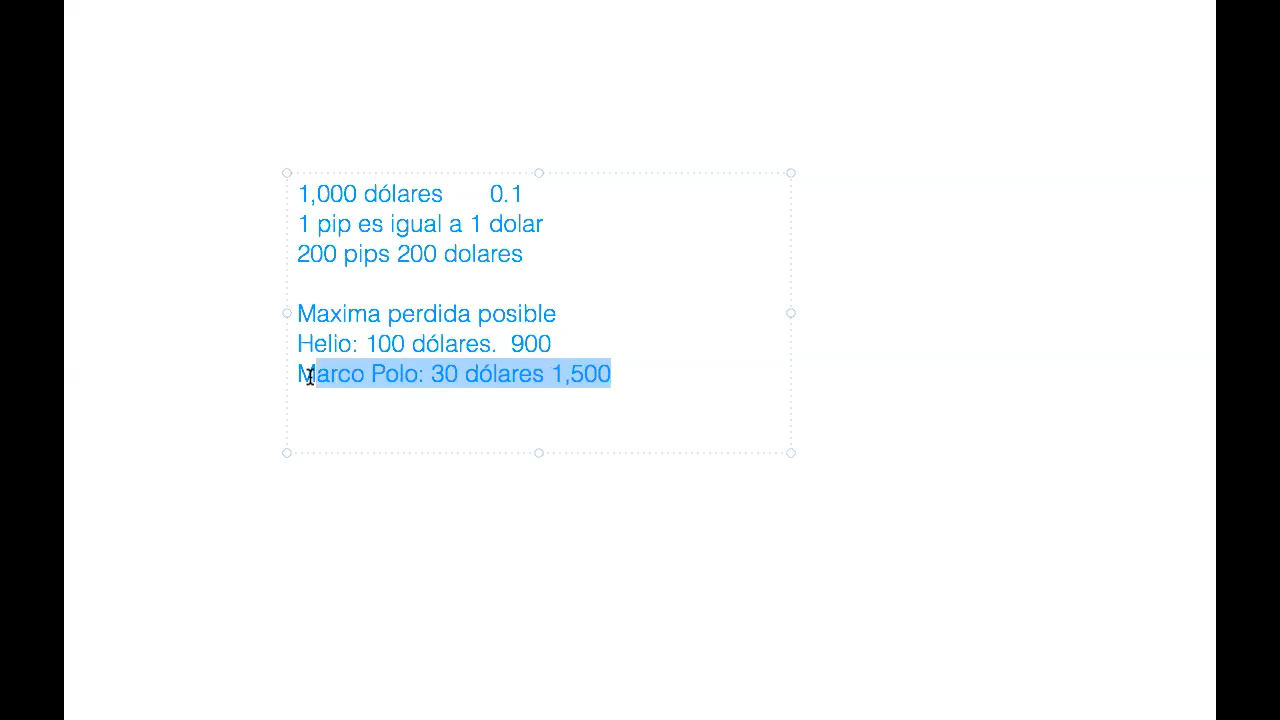 1,000 dólares 0.1
1 pip es igual a 1 dolar
200 pips 200 dolares
Maxima perdida posible
Helio: 100 dólares. 900
Marco Polo: 30 dólares 1,500